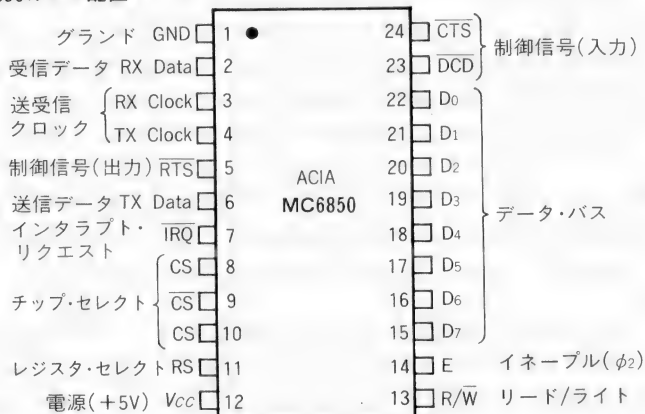 グランド GND 1
受信データ RX Data 2
送受信
クロック
RX Clock 3
TX Clock 4
制御信号(出力) R̅T̅S̅ 5
送信データ TX Data 6
インタラプト・
リクエスト
I̅R̅Q̅ 7
チップ・セレクト
CS 8
C̅S̅ 9
CS 10
レジスタ・セレクト RS 11
電源(+5V) Vcc 12
ACIA
MC6850
24 C̅T̅S̅
23 D̅C̅D̅
制御信号(入力)
22 D0
21 D1
20 D2
19 D3
18 D4
17 D5
16 D6
15 D7
データ・バス
14 E イネーブル(φ2)
13 R/W̅ リード/ライト